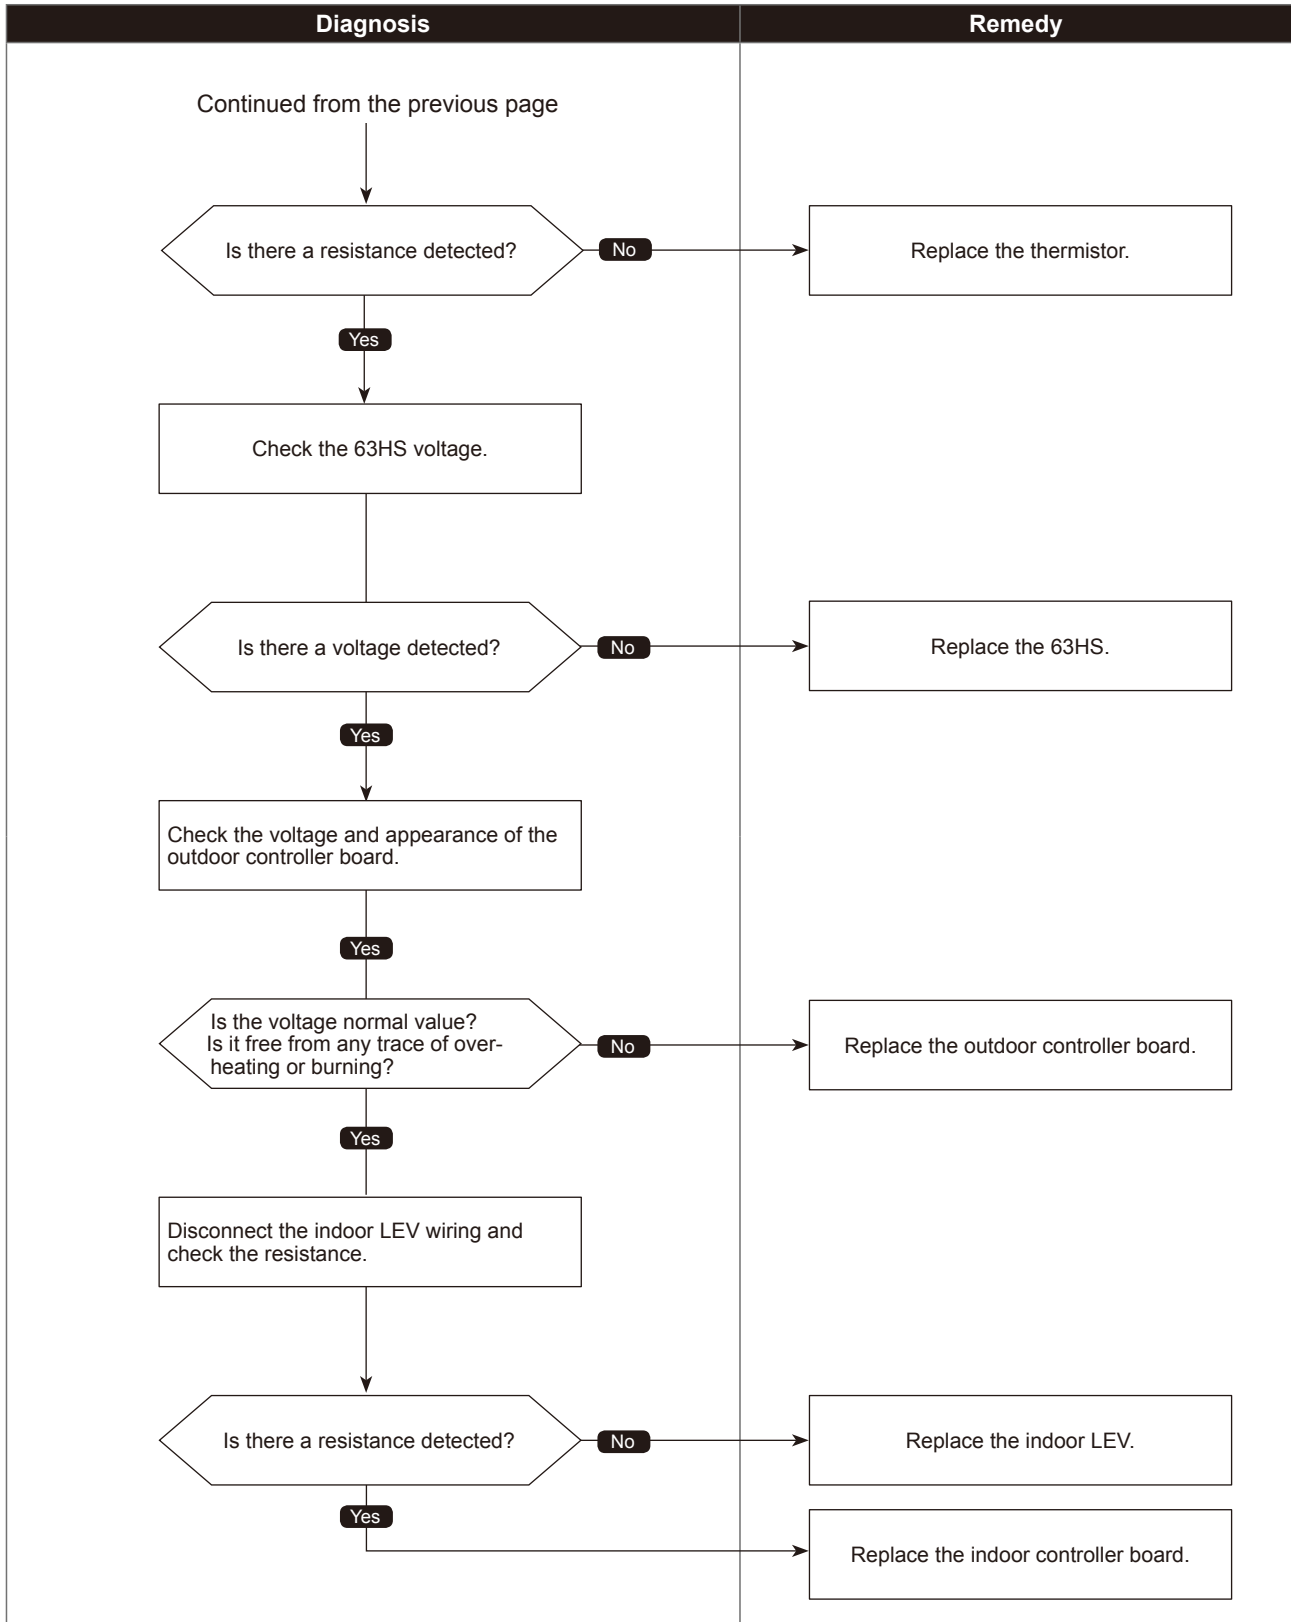 Diagnosis
Remedy
Continued from the previous page
Is there a resistance detected?
No
Replace the thermistor.
Yes
Check the 63HS voltage.
Is there a voltage detected?
No
Replace the 63HS.
Yes
Check the voltage and appearance of the
outdoor controller board.
Yes
Is the voltage normal value?
Is it free from any trace of over-
heating or burning?
No
Replace the outdoor controller board.
Yes
Disconnect the indoor LEV wiring and
check the resistance.
Is there a resistance detected?
No
Replace the indoor LEV.
Yes
Replace the indoor controller board.